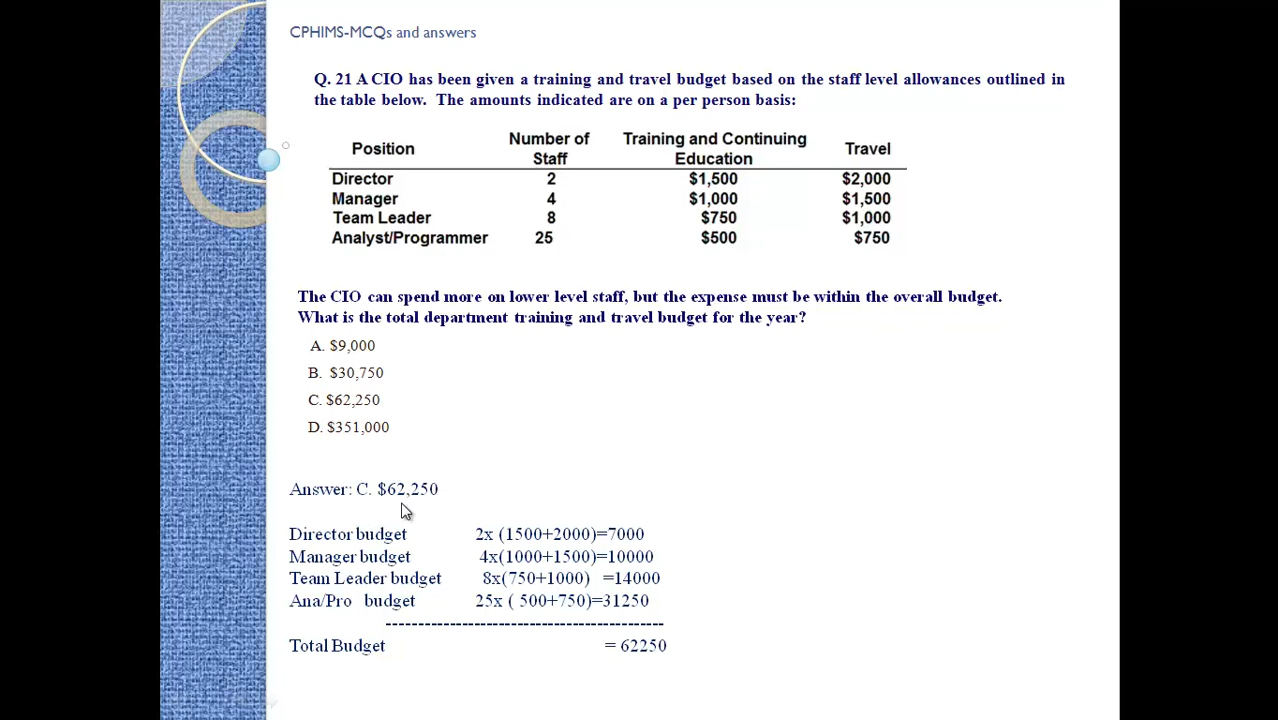 CPHIMS-MCQs and answers
Q. 21 A CIO has been given a training and travel budget based on the staff level allowances outlined in
the table below. The amounts indicated are on a per person basis:
Position Number of Staff Training and Continuing Education Travel
Director 2 $1,500 $2,000
Manager 4 $1,000 $1,500
Team Leader 8 $750 $1,000
Analyst/Programmer 25 $500 $750
The CIO can spend more on lower level staff, but the expense must be within the overall budget.
What is the total department training and travel budget for the year?
A. $9,000
B. $30,750
C. $62,250
D. $351,000
Answer: C. $62,250
Director budget 2x (1500+2000)=7000
Manager budget 4x(1000+1500)=10000
Team Leader budget 8x(750+1000) =14000
Ana/Pro budget 25x ( 500+750)=31250
-------------------------------------------
Total Budget = 62250